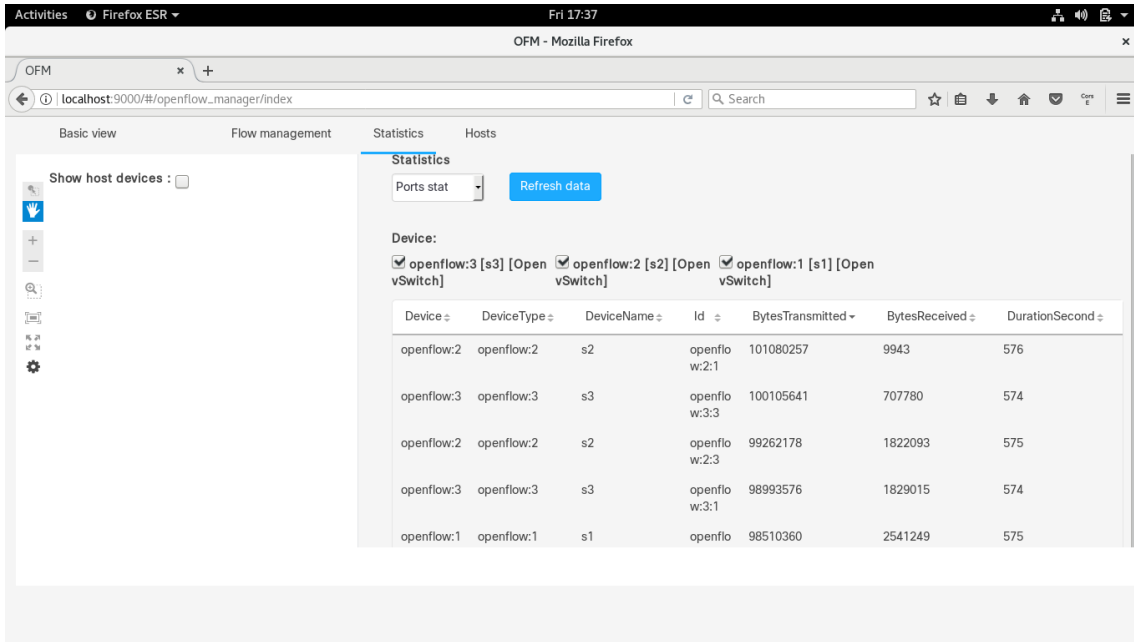 Activities Firefox ESR Fri 17:37
OFM - Mozilla Firefox ×
OFM × +
localhost:9000/#/openflow_manager/index Search
Basic view Flow management Statistics Hosts
Statistics
Show host devices :
Ports stat Refresh data
Device:
openflow:3 [s3] [Open openflow:2 [s2] [Open openflow:1 [s1] [Open
vSwitch] vSwitch] vSwitch]
Device DeviceType DeviceName Id BytesTransmitted BytesReceived DurationSecond
openflow:2 openflow:2 s2 openflo 101080257 9943 576
w:2:1
openflow:3 openflow:3 s3 openflo 100105641 707780 574
w:3:3
openflow:2 openflow:2 s2 openflo 99262178 1822093 575
w:2:3
openflow:3 openflow:3 s3 openflo 98993576 1829015 574
w:3:1
openflow:1 openflow:1 s1 openflo 98510360 2541249 575